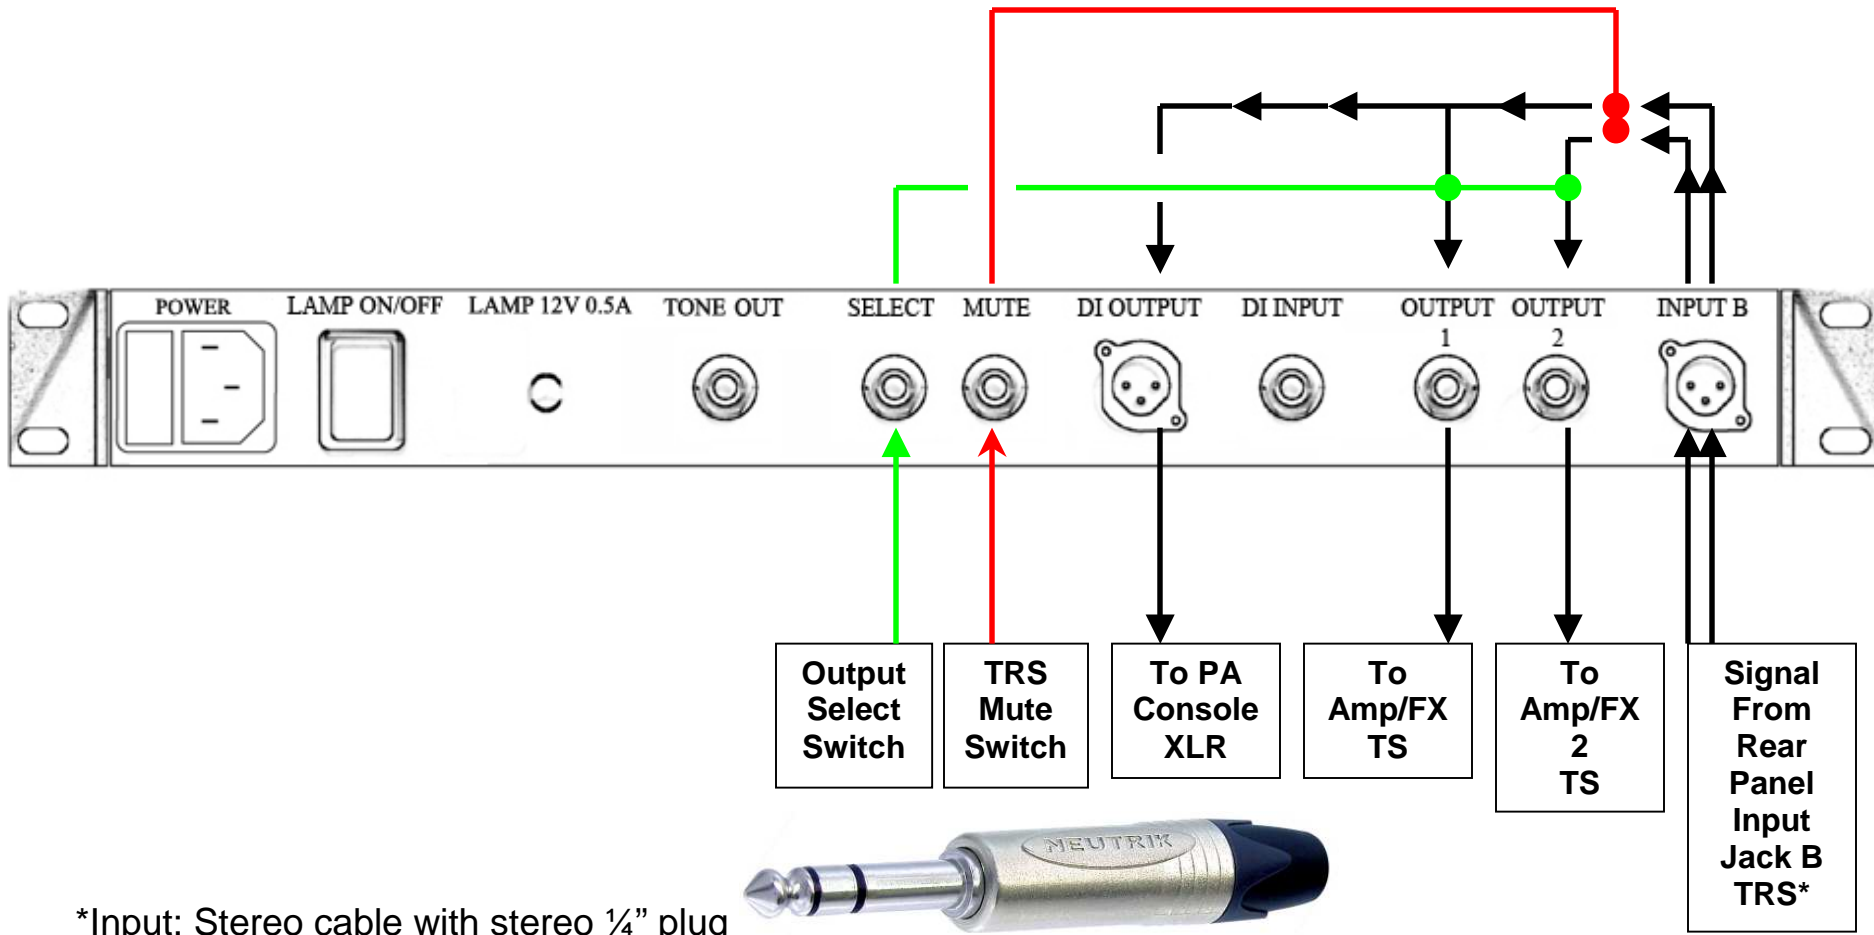 POWER
LAMP ON/OFF
LAMP 12V 0.5A
TONE OUT
SELECT
MUTE
DI OUTPUT
DI INPUT
OUTPUT
1
OUTPUT
2
INPUT B
Output
Select
Switch
TRS
Mute
Switch
To PA
Console
XLR
To
Amp/FX
TS
To
Amp/FX
2
TS
Signal
From
Rear
Panel
Input
Jack B
TRS*
NEUTRIK
*Input: Stereo cable with stereo ¼” plug